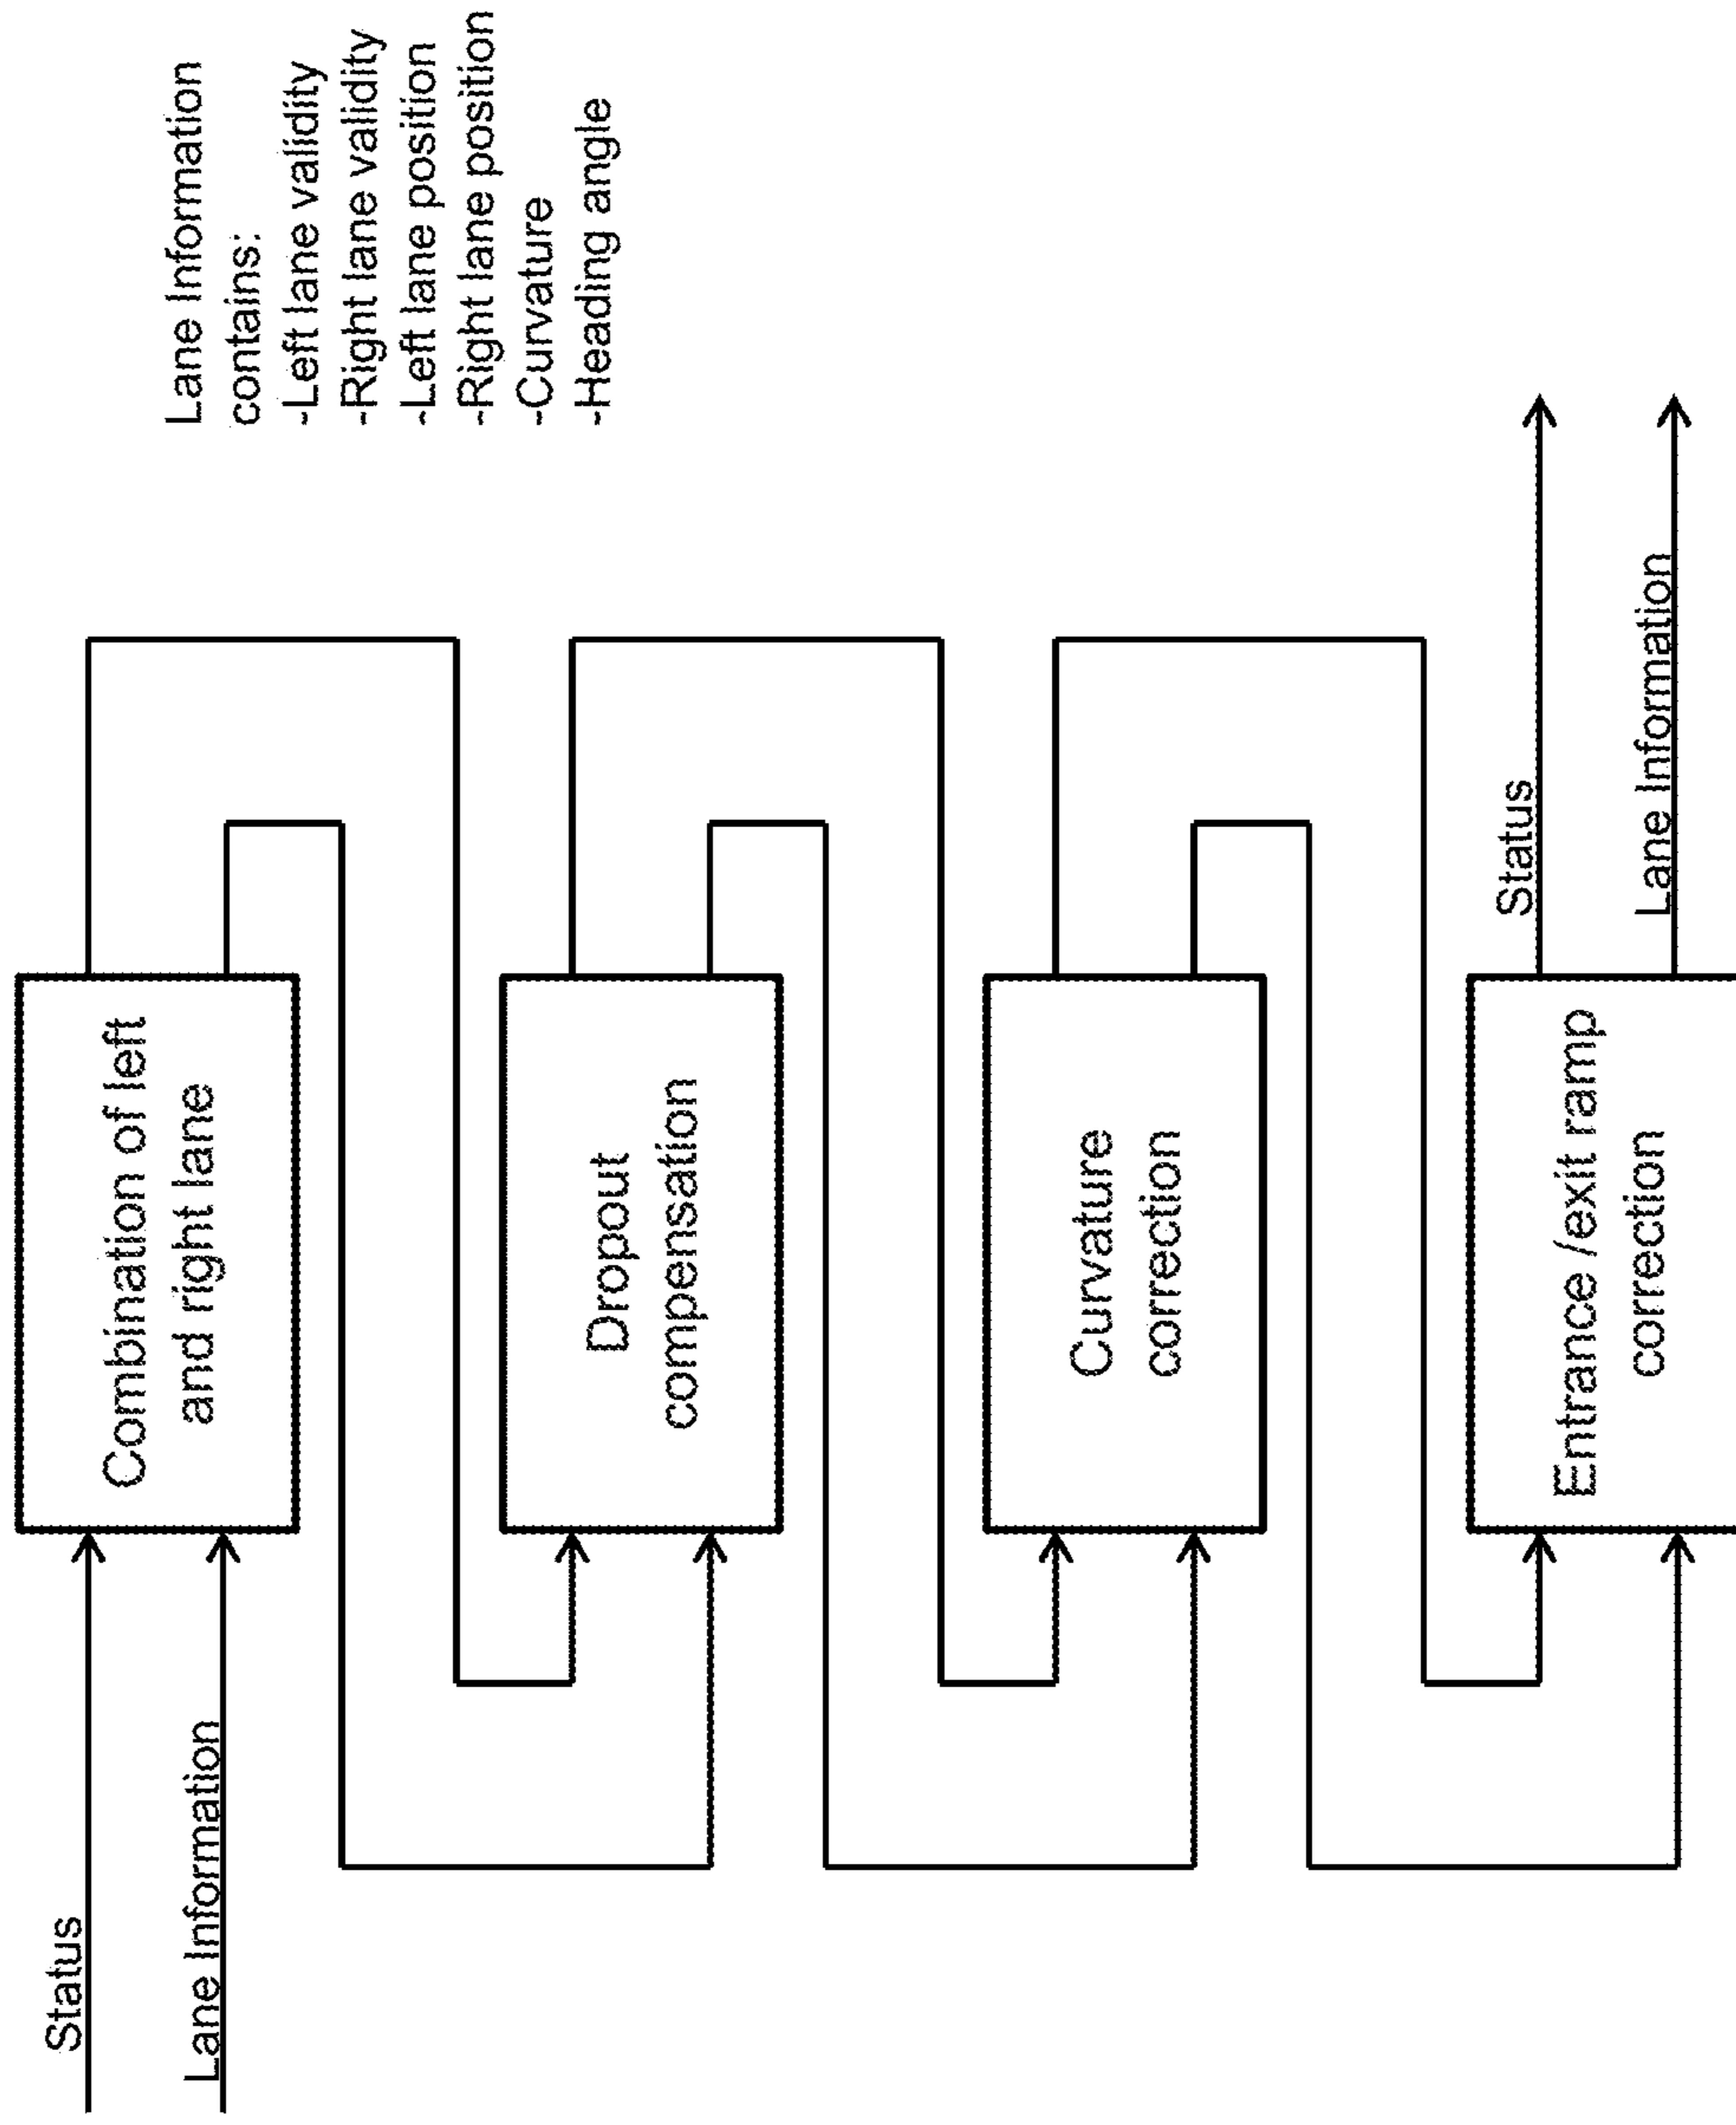 Status
Lane Information
Combination of left
and right lane
Lane Information
contains:
-Left lane validity
-Right lane validity
-Left lane position
-Right lane position
-Curvature
-Heading angle
Dropout
compensation
Curvature
correction
Entrance /exit ramp
correction
Status
Lane Information